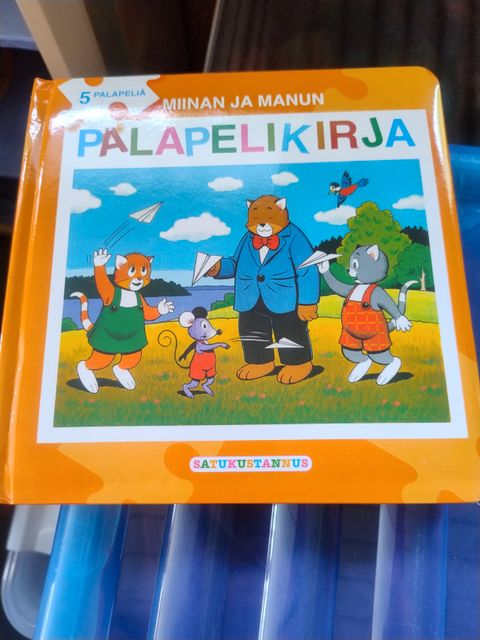 5 PALAPELIÄ
MIINAN JA MANUN
PALAPELIKIRJA
SATUKUSTANNUS